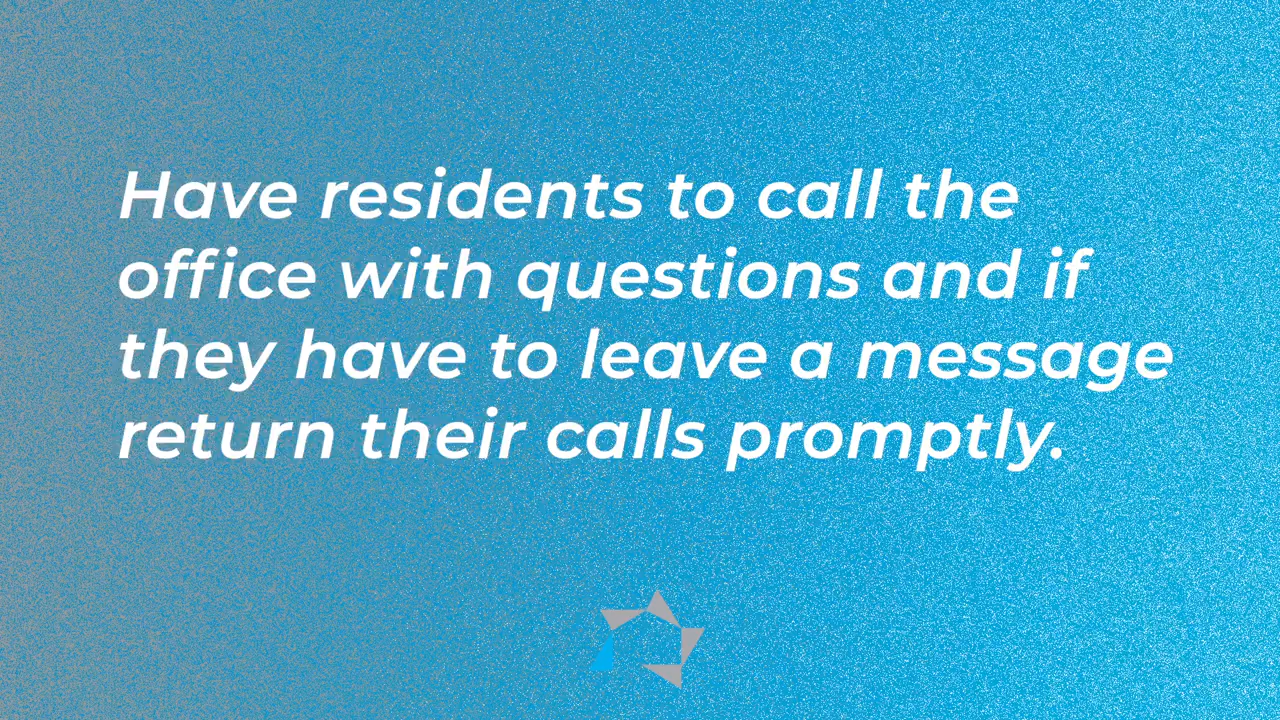 Have residents to call the
office with questions and if
they have to leave a message
return their calls promptly.